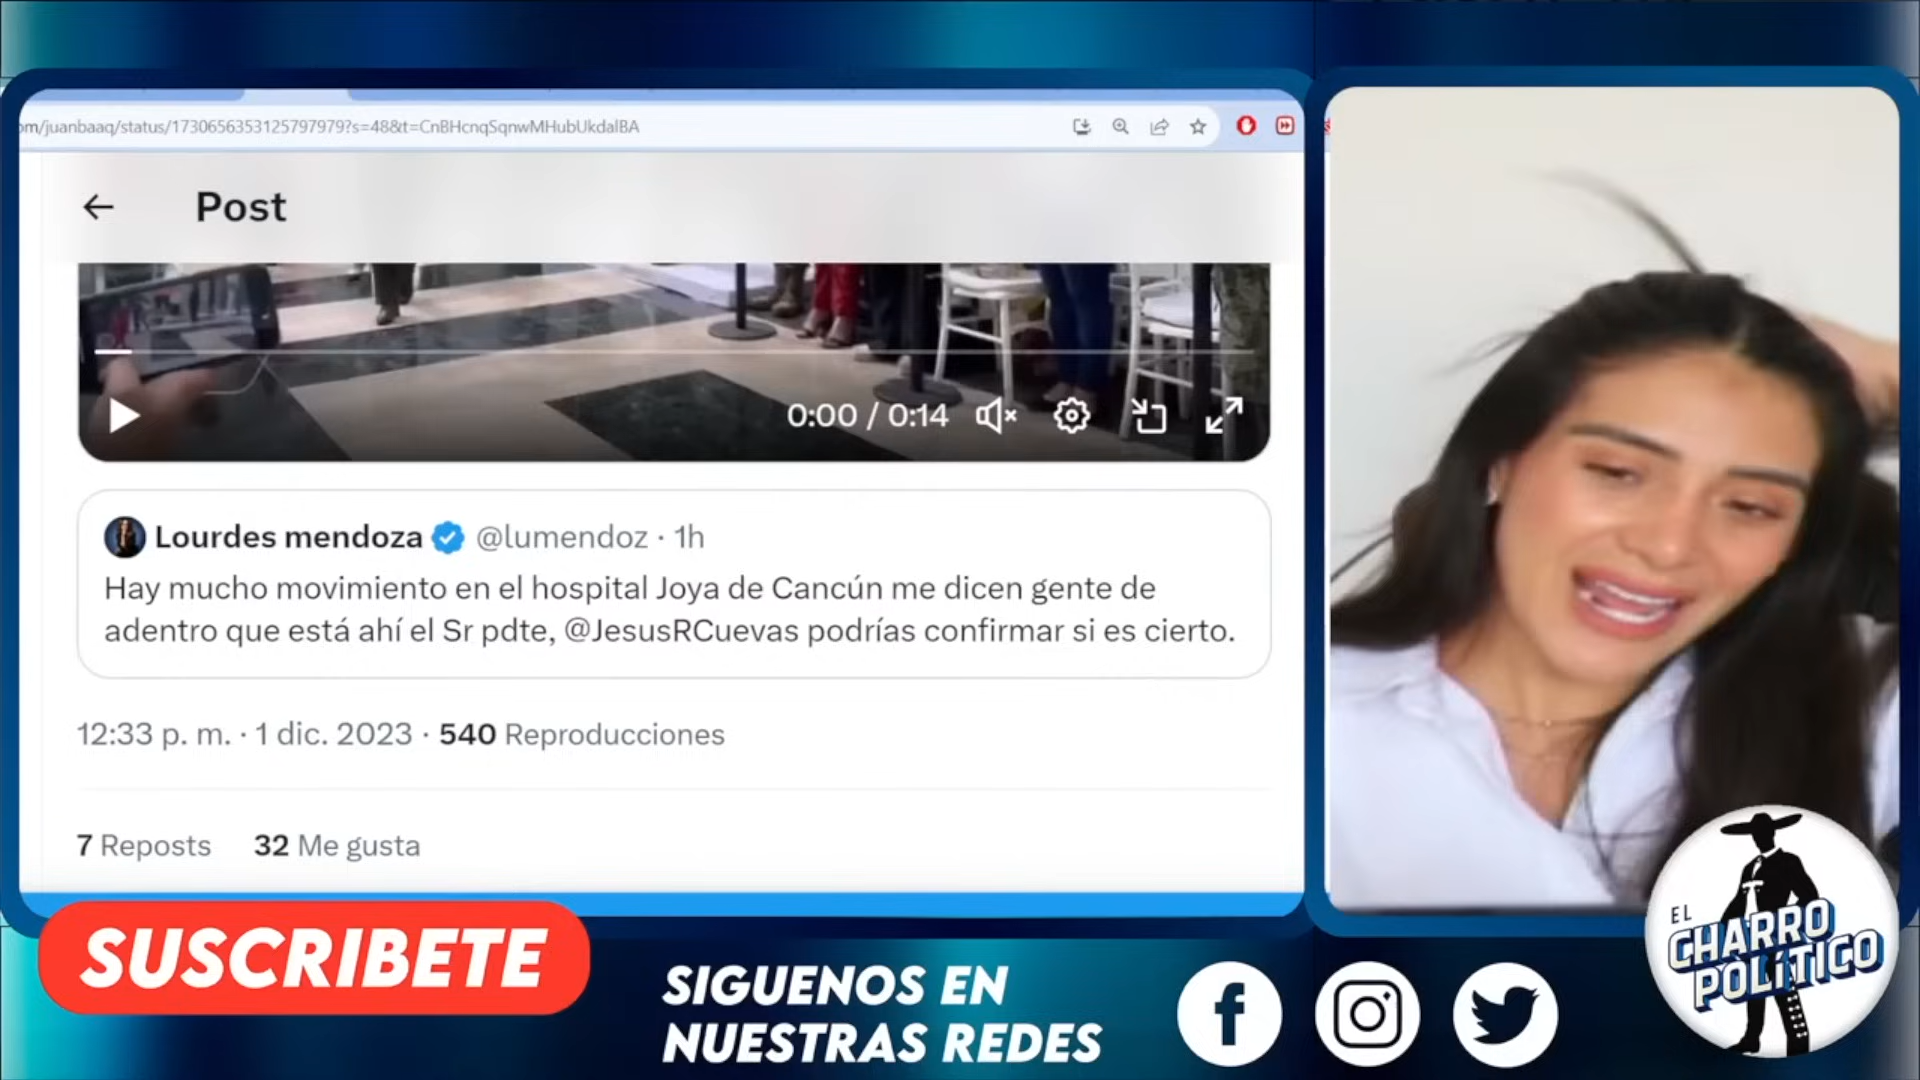 om/juanbaaq/status/1730656353125797979?s=48&t=CnBHcnqSqnwMHubUkdalBA
Post
0:00 / 0:14
Lourdes mendoza @lumendoz · 1h
Hay mucho movimiento en el hospital Joya de Cancún me dicen gente de
adentro que está ahí el Sr pdte, @JesusRCuevas podrías confirmar si es cierto.
12:33 p. m. · 1 dic. 2023 · 540 Reproducciones
7 Reposts 32 Me gusta
SUSCRIBETE
SIGUENOS EN
NUESTRAS REDES
EL
CHARRO
POLÍTICO